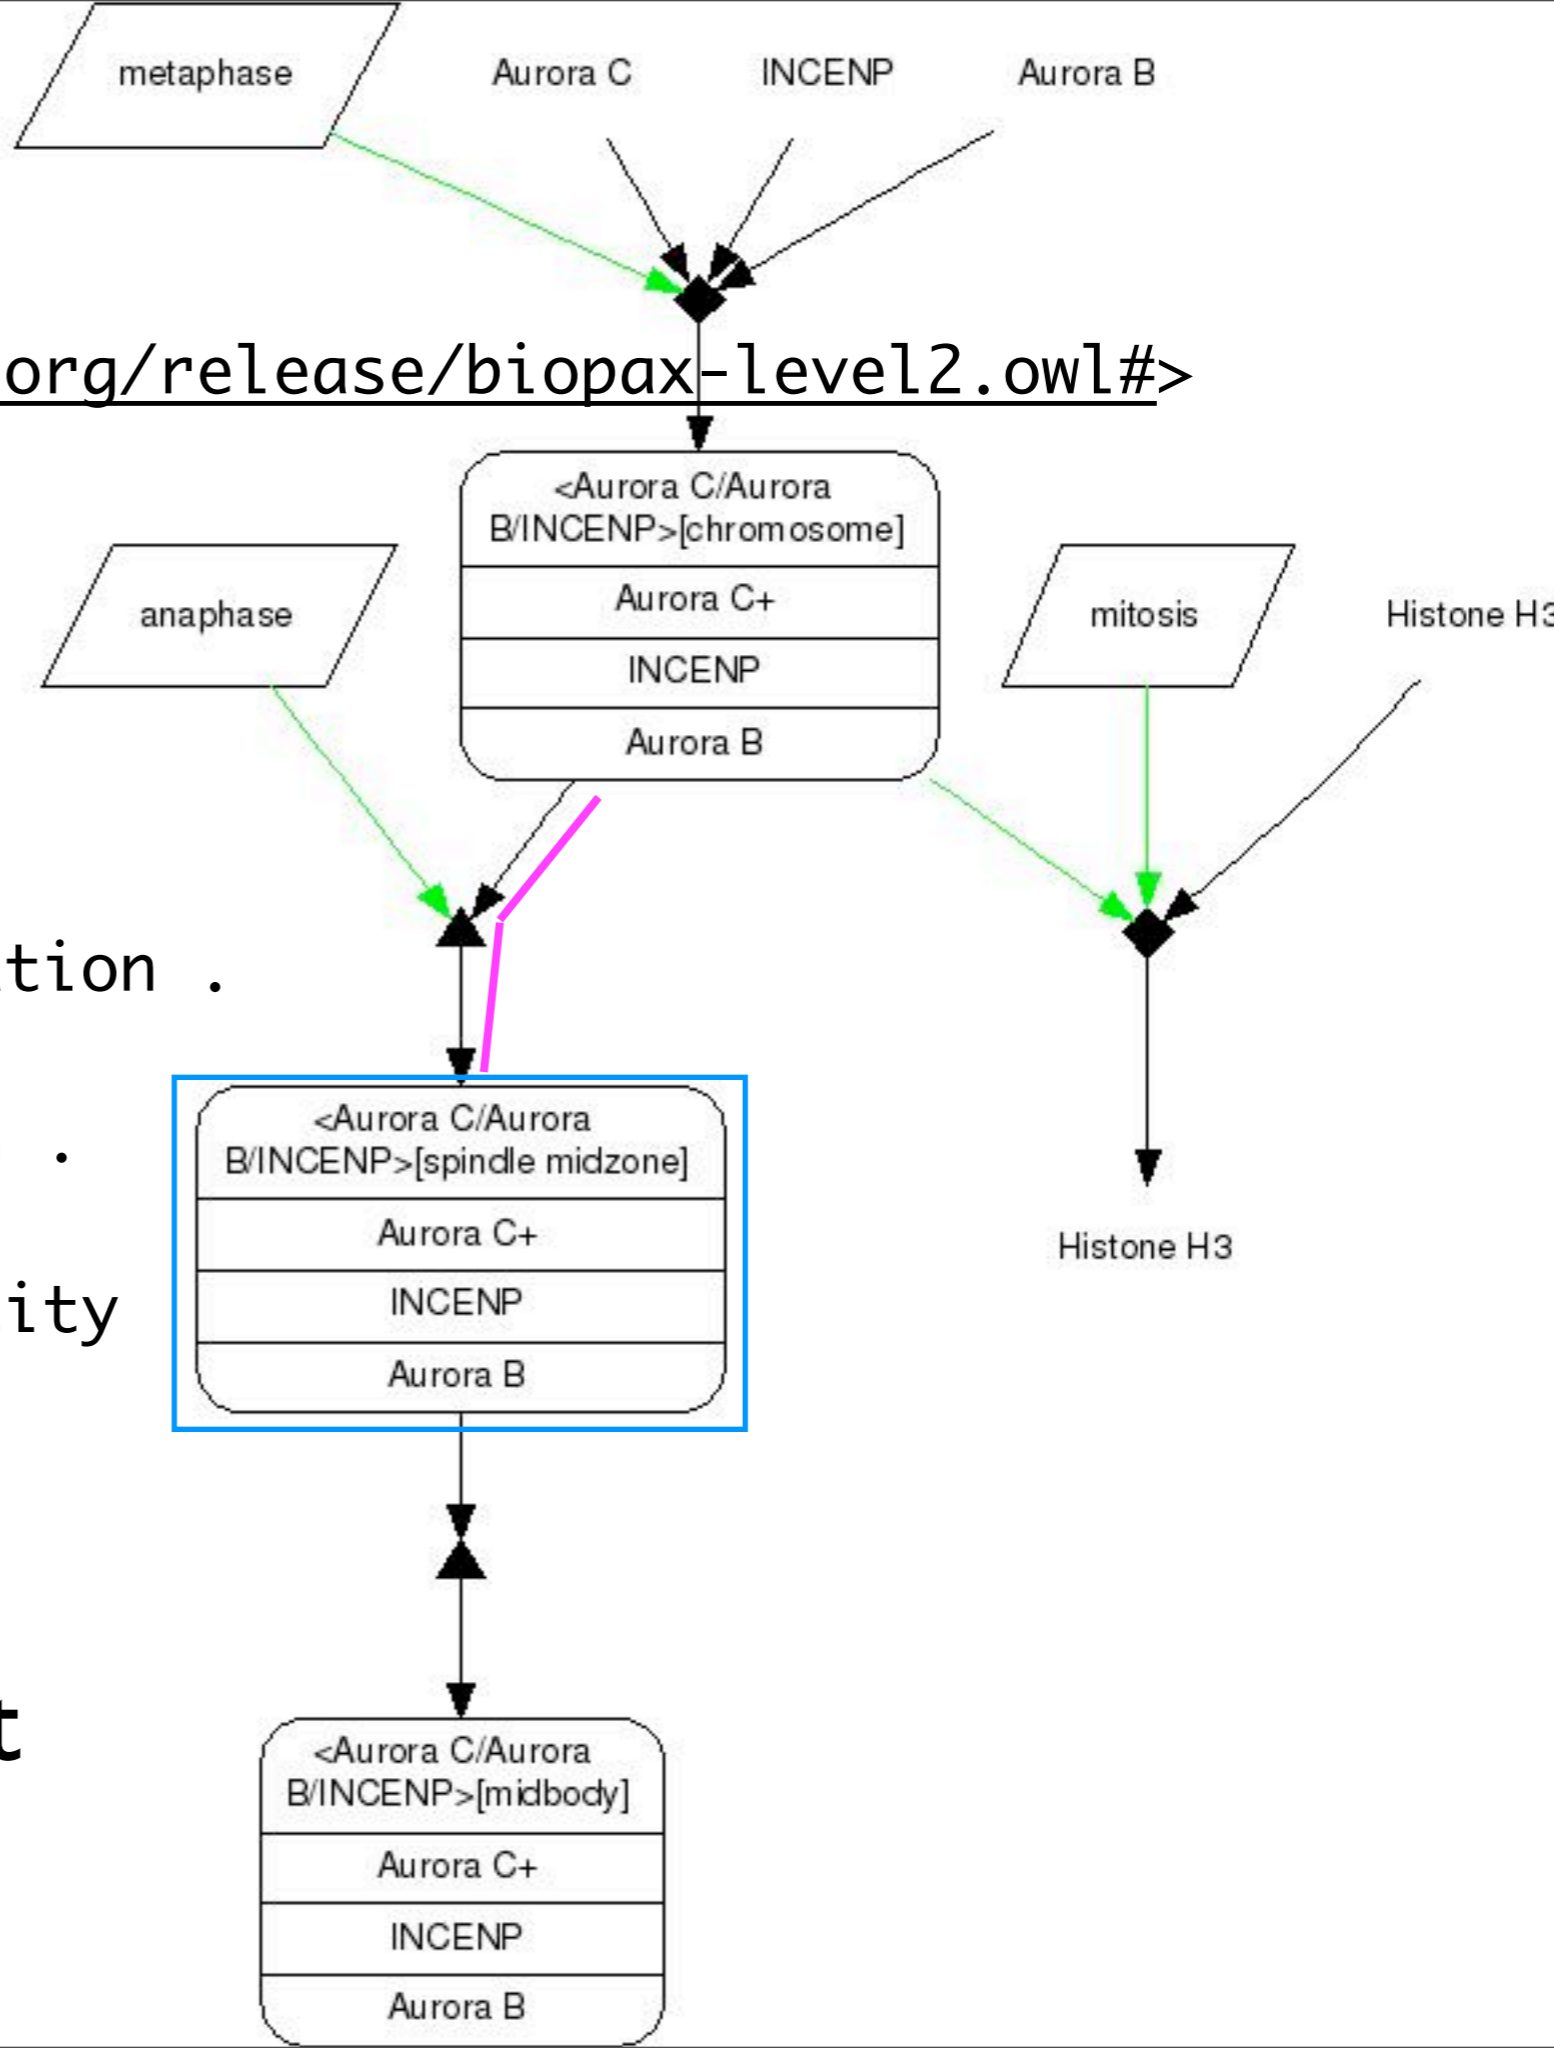 metaphase
Aurora C
INCENP
Aurora B
org/release/biopax-level2.owl#>
<Aurora C/Aurora
B/INCENP>[chromosome]
Aurora C+
INCENP
Aurora B
anaphase
mitosis
Histone H3
tion .
.
ity
t
<Aurora C/Aurora
B/INCENP>[spindle midzone]
Aurora C+
INCENP
Aurora B
Histone H3
<Aurora C/Aurora
B/INCENP>[midbody]
Aurora C+
INCENP
Aurora B